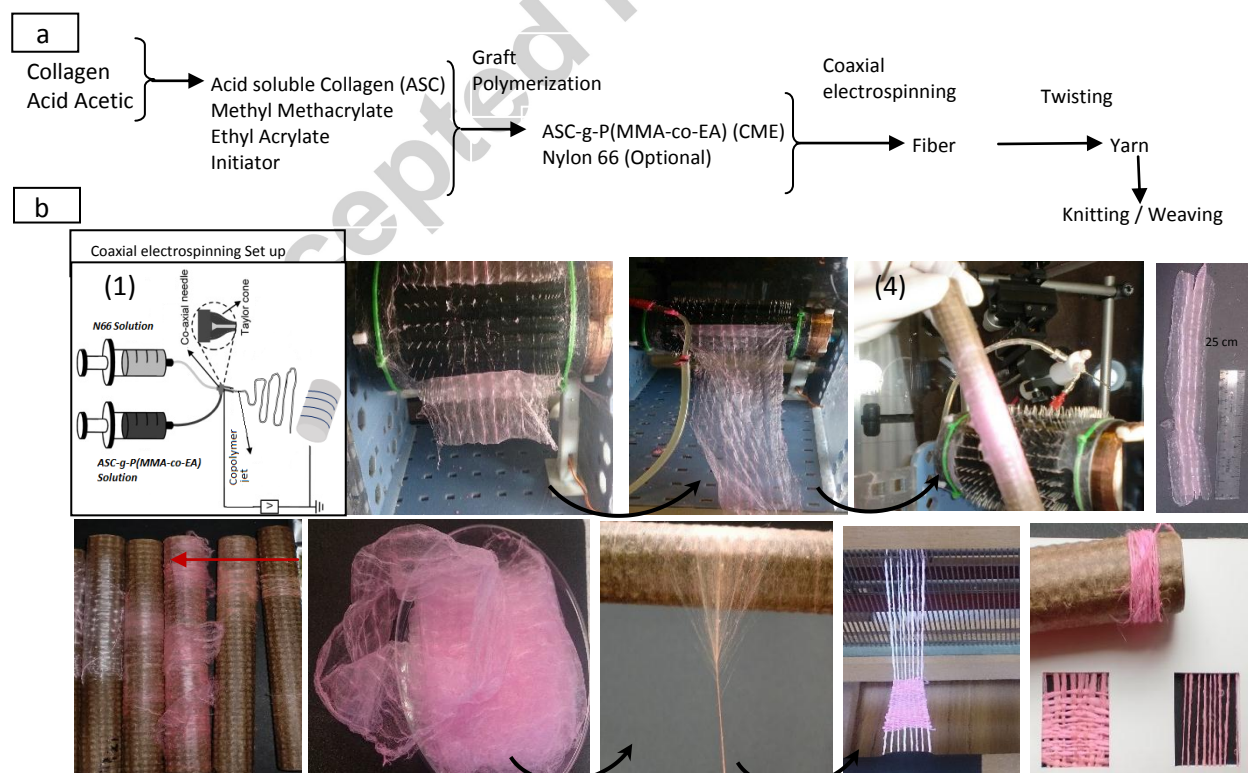 a
Collagen
Acid Acetic
Acid soluble Collagen (ASC)
Methyl Methacrylate
Ethyl Acrylate
Initiator
Graft
Polymerization
ASC-g-P(MMA-co-EA) (CME)
Nylon 66 (Optional)
Coaxial
electrospinning
Fiber
Twisting
Yarn
Knitting / Weaving
cepted
b
Coaxial electrospinning Set up
(1)
N66 Solution
Co-axial needle
Taylor cone
ASC-g-P(MMA-co-EA)
Solution
Copolymer
jet
V
(4)
25 cm